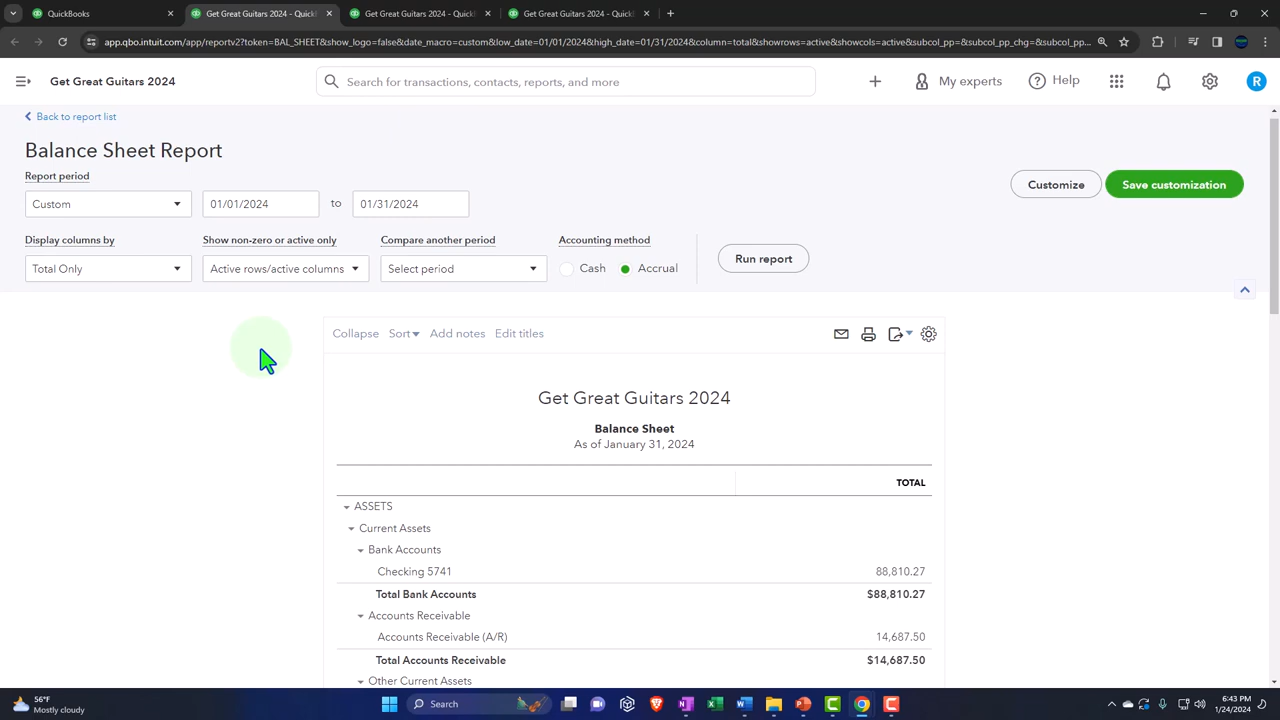 QuickBooks
Get Great Guitars 2024 - QuickB
Get Great Guitars 2024 - QuickB
Get Great Guitars 2024 - QuickB
app.qbo.intuit.com/app/reportv2?token=BAL_SHEET&show_logo=false&date_macro=custom&low_date=01/01/2024&high_date=01/31/2024&column=total&showrows=active&showcols=active&subcol_pp=&subcol_pp_chg=&subcol_pp...
Get Great Guitars 2024
Search for transactions, contacts, reports, and more
My experts
Help
R
Back to report list
Balance Sheet Report
Report period
Custom
01/01/2024
to
01/31/2024
Customize
Save customization
Display columns by
Show non-zero or active only
Compare another period
Accounting method
Total Only
Active rows/active columns
Select period
Cash
Accrual
Run report
Collapse
Sort
Add notes
Edit titles
Get Great Guitars 2024
Balance Sheet
As of January 31, 2024
TOTAL
ASSETS
Current Assets
Bank Accounts
Checking 5741 88,810.27
Total Bank Accounts $88,810.27
Accounts Receivable
Accounts Receivable (A/R) 14,687.50
Total Accounts Receivable $14,687.50
Other Current Assets
56°F
Mostly cloudy
Search
6:43 PM
1/24/2024